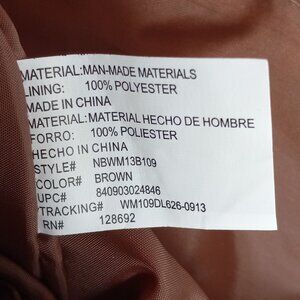 MATERIAL:MAN-MADE MATERIALS
LINING: 100% POLYESTER
MADE IN CHINA
MATERIAL:MATERIAL HECHO DE HOMBRE
FORRO: 100% POLIESTER
HECHO IN CHINA
STYLE# NBWM13B109
COLOR# BROWN
UPC# 840903024846
TRACKING# WM109DL626-0913
RN# 128692